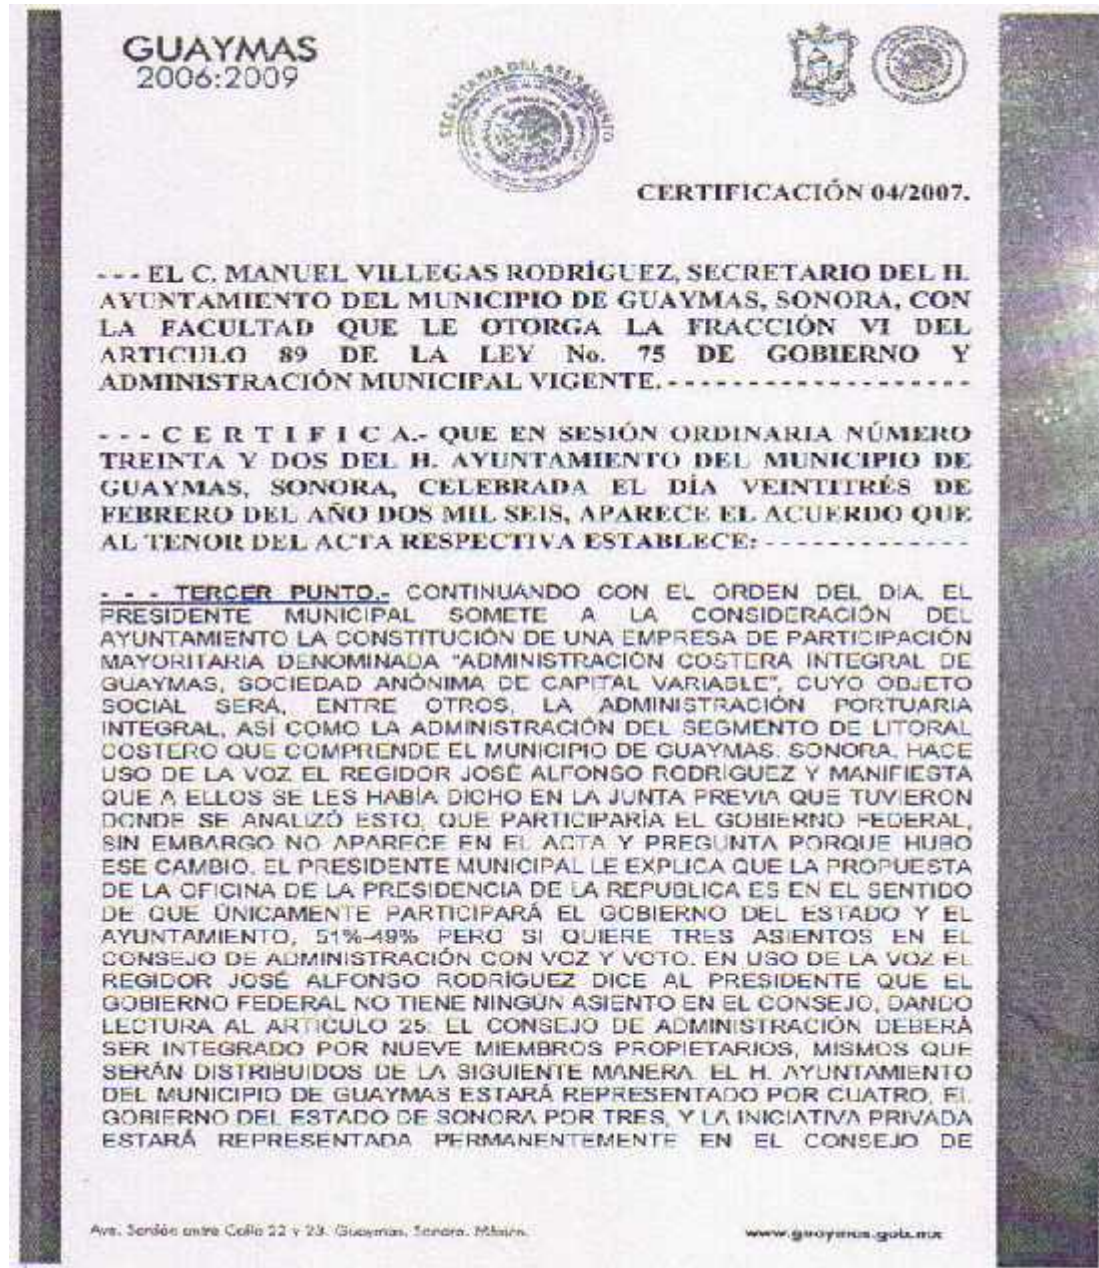 GUAYMAS
2006:2009
SECRETARIA DEL AYUNTAMIENTO
CERTIFICACIÓN 04/2007.
- - - EL C. MANUEL VILLEGAS RODRÍGUEZ, SECRETARIO DEL H.
AYUNTAMIENTO DEL MUNICIPIO DE GUAYMAS, SONORA, CON
LA FACULTAD QUE LE OTORGA LA FRACCIÓN VI DEL
ARTICULO 89 DE LA LEY No. 75 DE GOBIERNO Y
ADMINISTRACIÓN MUNICIPAL VIGENTE. - - - - - - - - - - - - - - - - - - -
- - - C E R T I F I C A.- QUE EN SESIÓN ORDINARIA NÚMERO
TREINTA Y DOS DEL H. AYUNTAMIENTO DEL MUNICIPIO DE
GUAYMAS, SONORA, CELEBRADA EL DÍA VEINTITRÉS DE
FEBRERO DEL AÑO DOS MIL SEIS, APARECE EL ACUERDO QUE
AL TENOR DEL ACTA RESPECTIVA ESTABLECE: - - - - - - - - - - - - -
- - - TERCER PUNTO.- CONTINUANDO CON EL ORDEN DEL DIA, EL
PRESIDENTE MUNICIPAL SOMETE A LA CONSIDERACIÓN DEL
AYUNTAMIENTO LA CONSTITUCIÓN DE UNA EMPRESA DE PARTICIPACIÓN
MAYORITARIA DENOMINADA "ADMINISTRACIÓN COSTERA INTEGRAL DE
GUAYMAS, SOCIEDAD ANÓNIMA DE CAPITAL VARIABLE", CUYO OBJETO
SOCIAL SERÁ, ENTRE OTROS, LA ADMINISTRACIÓN PORTUARIA
INTEGRAL, ASÍ COMO LA ADMINISTRACIÓN DEL SEGMENTO DE LITORAL
COSTERO QUE COMPRENDE EL MUNICIPIO DE GUAYMAS, SONORA. HACE
USO DE LA VOZ EL REGIDOR JOSÉ ALFONSO RODRÍGUEZ Y MANIFIESTA
QUE A ELLOS SE LES HABÍA DICHO EN LA JUNTA PREVIA QUE TUVIERON
DONDE SE ANALIZÓ ESTO, QUE PARTICIPARÍA EL GOBIERNO FEDERAL,
SIN EMBARGO NO APARECE EN EL ACTA Y PREGUNTA PORQUE HUBO
ESE CAMBIO. EL PRESIDENTE MUNICIPAL LE EXPLICA QUE LA PROPUESTA
DE LA OFICINA DE LA PRESIDENCIA DE LA REPUBLICA ES EN EL SENTIDO
DE QUE ÚNICAMENTE PARTICIPARÁ EL GOBIERNO DEL ESTADO Y EL
AYUNTAMIENTO, 51%-49% PERO SI QUIERE TRES ASIENTOS EN EL
CONSEJO DE ADMINISTRACIÓN CON VOZ Y VOTO. EN USO DE LA VOZ EL
REGIDOR JOSÉ ALFONSO RODRÍGUEZ DICE AL PRESIDENTE QUE EL
GOBIERNO FEDERAL NO TIENE NINGÚN ASIENTO EN EL CONSEJO, DANDO
LECTURA AL ARTICULO 25: EL CONSEJO DE ADMINISTRACIÓN DEBERÁ
SER INTEGRADO POR NUEVE MIEMBROS PROPIETARIOS, MISMOS QUE
SERÁN DISTRIBUIDOS DE LA SIGUIENTE MANERA. EL H. AYUNTAMIENTO
DEL MUNICIPIO DE GUAYMAS ESTARÁ REPRESENTADO POR CUATRO, EL
GOBIERNO DEL ESTADO DE SONORA POR TRES, Y LA INICIATIVA PRIVADA
ESTARÁ REPRESENTADA PERMANENTEMENTE EN EL CONSEJO DE
Ave. Serdán entre Calle 22 y 23. Guaymas, Sonora. México.
www.guaymas.gob.mx